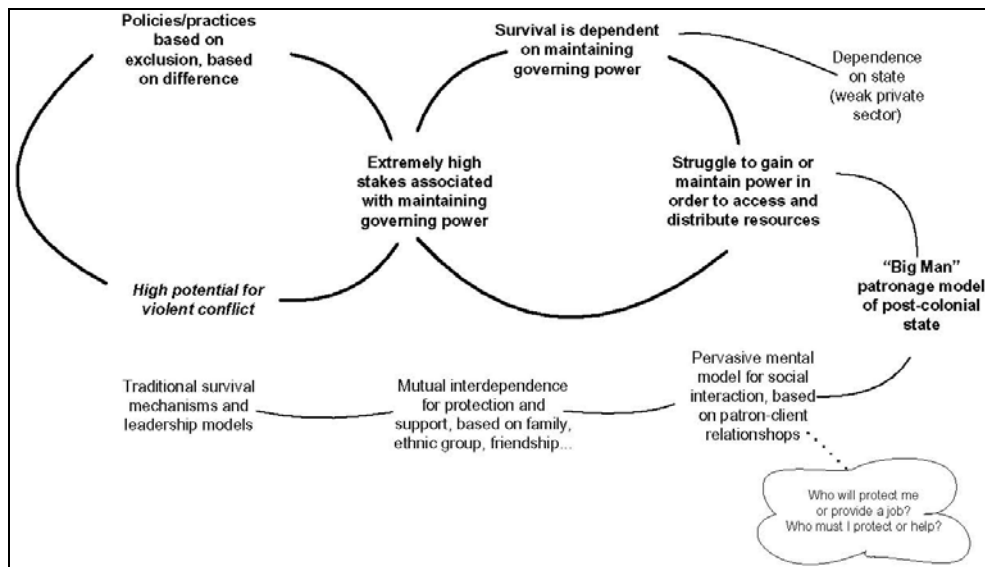 Policies/practices
based on
exclusion, based
on difference
Survival is dependent
on maintaining
governing power
Dependence
on state
(weak private
sector)
Extremely high
stakes associated
with maintaining
governing power
Struggle to gain or
maintain power in
order to access and
distribute resources
High potential for
violent conflict
“Big Man”
patronage model
of post-colonial
state
Traditional survival
mechanisms and
leadership models
Mutual interdependence
for protection and
support, based on family,
ethnic group, friendship...
Pervasive mental
model for social
interaction, based
on patron-client
relationshops
Who will protect me
or provide a job?
Who must I protect or help?